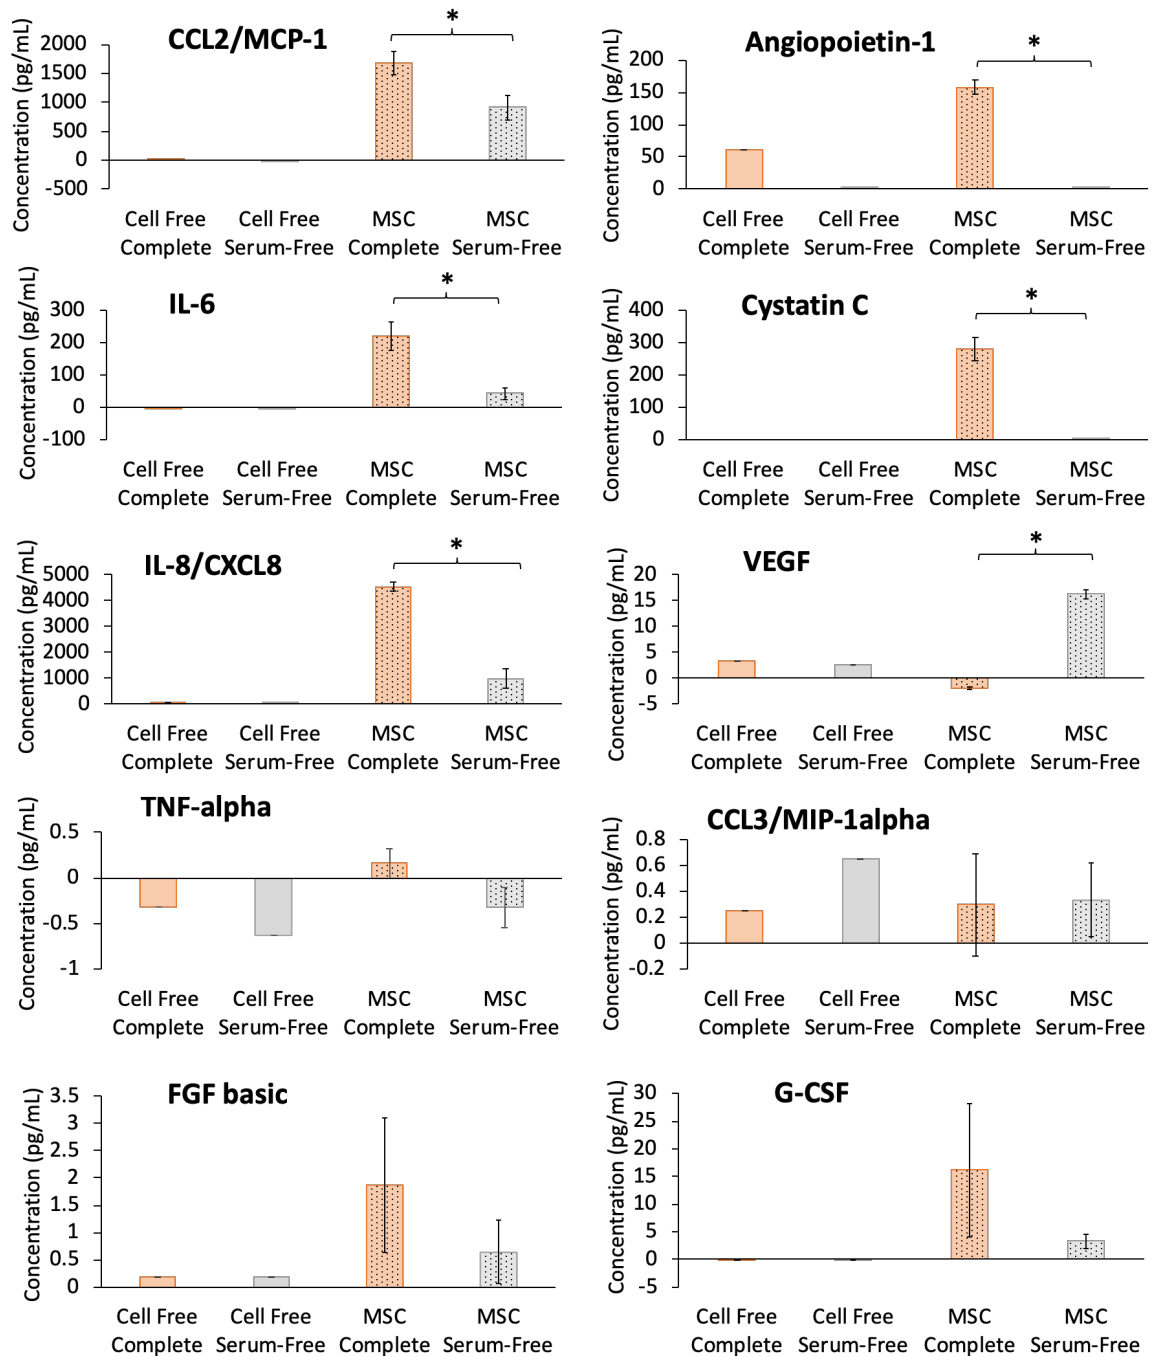 CCL2/MCP-1
*
Concentration (pg/mL)
2000
1500
1000
500
0
-500
Cell Free Complete
Cell Free Serum-Free
MSC Complete
MSC Serum-Free
Angiopoietin-1
*
Concentration (pg/mL)
200
150
100
50
0
Cell Free Complete
Cell Free Serum-Free
MSC Complete
MSC Serum-Free
IL-6
*
Concentration (pg/mL)
300
200
100
0
-100
Cell Free Complete
Cell Free Serum-Free
MSC Complete
MSC Serum-Free
Cystatin C
*
Concentration (pg/mL)
400
300
200
100
0
Cell Free Complete
Cell Free Serum-Free
MSC Complete
MSC Serum-Free
IL-8/CXCL8
*
Concentration (pg/mL)
5000
4000
3000
2000
1000
0
Cell Free Complete
Cell Free Serum-Free
MSC Complete
MSC Serum-Free
VEGF
*
Concentration (pg/mL)
20
15
10
5
0
-5
Cell Free Complete
Cell Free Serum-Free
MSC Complete
MSC Serum-Free
TNF-alpha
Concentration (pg/mL)
0.5
0
-0.5
-1
Cell Free Complete
Cell Free Serum-Free
MSC Complete
MSC Serum-Free
CCL3/MIP-1alpha
Concentration (pg/mL)
0.8
0.6
0.4
0.2
0
-0.2
Cell Free Complete
Cell Free Serum-Free
MSC Complete
MSC Serum-Free
FGF basic
Concentration (pg/mL)
3.5
3
2.5
2
1.5
1
0.5
0
Cell Free Complete
Cell Free Serum-Free
MSC Complete
MSC Serum-Free
G-CSF
Concentration (pg/mL)
30
25
20
15
10
5
0
-5
Cell Free Complete
Cell Free Serum-Free
MSC Complete
MSC Serum-Free